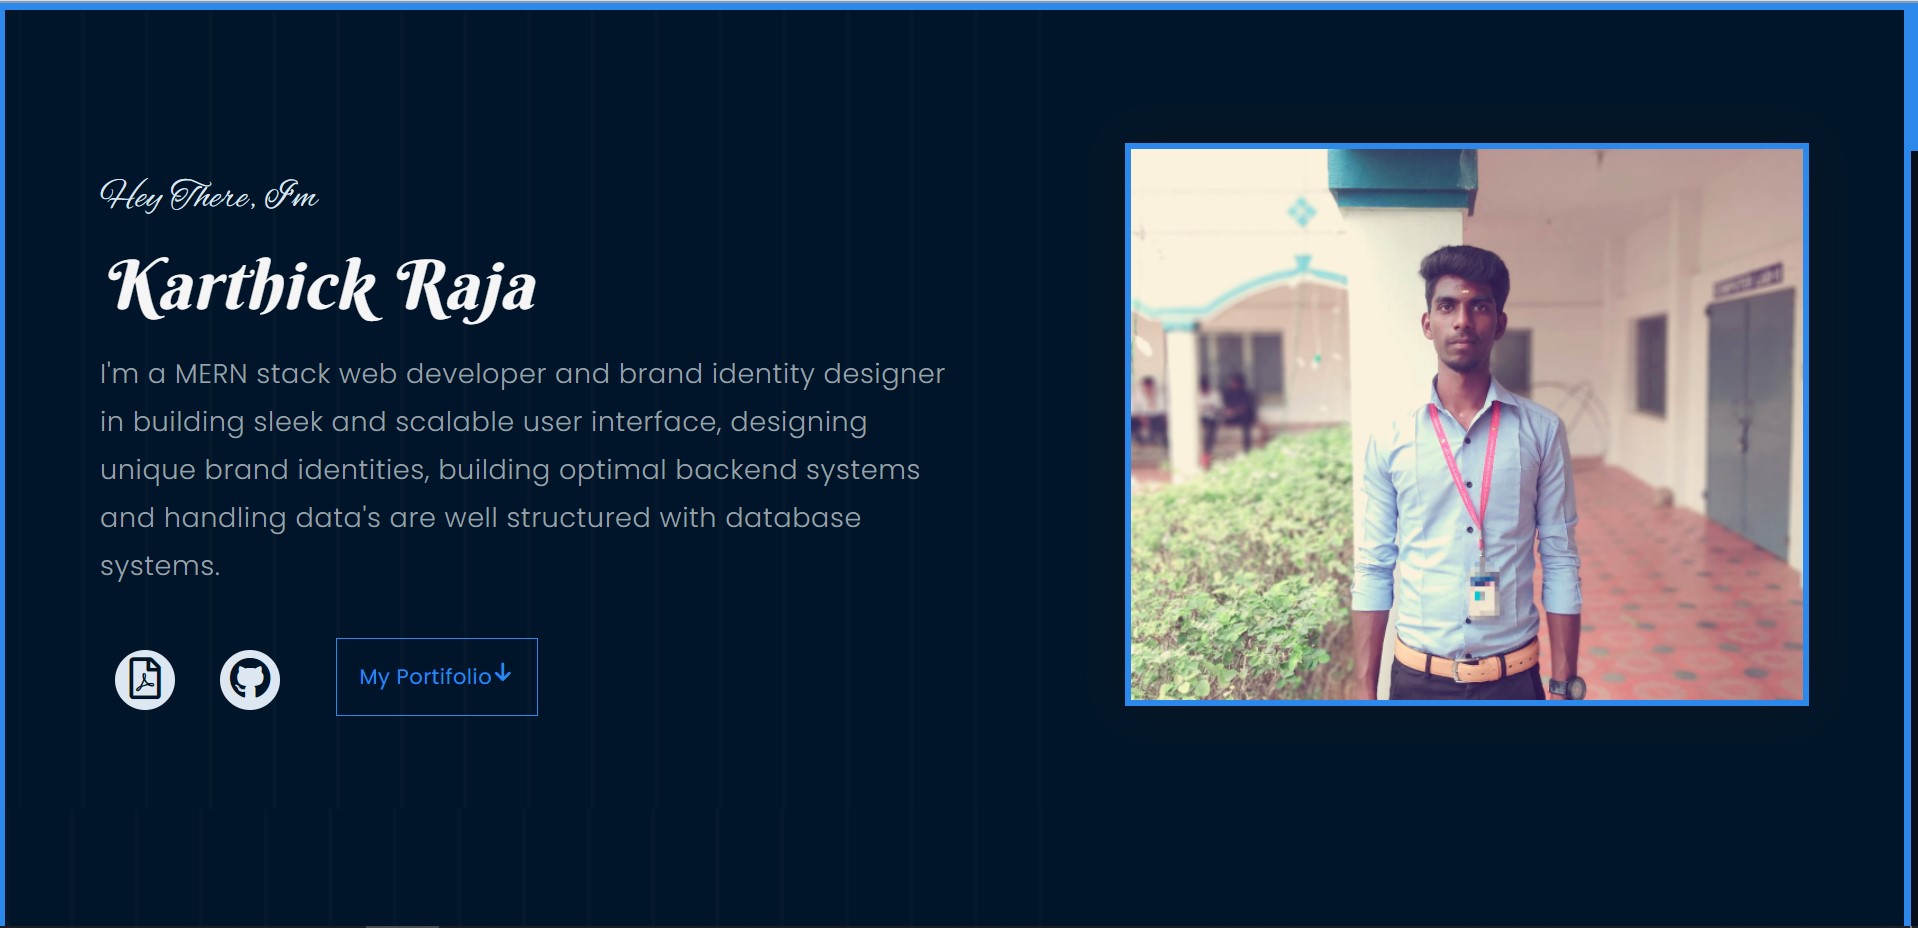 Hey There, I'm
Karthick Raja
I'm a MERN stack web developer and brand identity designer
in building sleek and scalable user interface, designing
unique brand identities, building optimal backend systems
and handling data's are well structured with database
systems.
My Portifolio